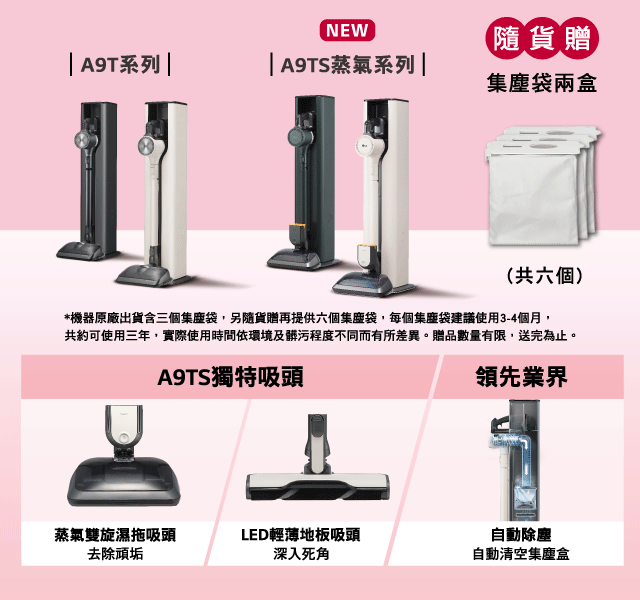 A9T系列
NEW
A9TS蒸氣系列
隨貨贈
集塵袋兩盒
（共六個）
*機器原廠出貨含三個集塵袋，另隨貨贈再提供六個集塵袋，每個集塵袋建議使用3-4個月，
共約可使用三年，實際使用時間依環境及髒污程度不同而有所差異。贈品數量有限，送完為止。
A9TS獨特吸頭
領先業界
蒸氣雙旋濕拖吸頭
去除頑垢
LED輕薄地板吸頭
深入死角
自動除塵
自動清空集塵盒